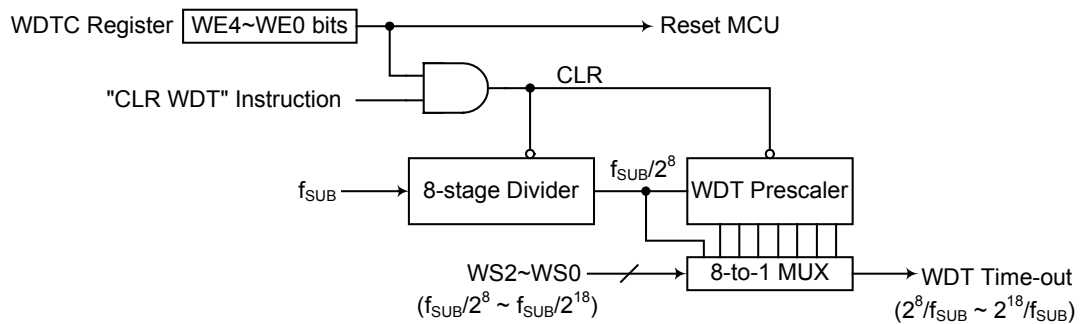 WDTC Register WE4~WE0 bits Reset MCU
CLR
"CLR WDT" Instruction
f_SUB 8-stage Divider f_SUB/2^8 WDT Prescaler
WS2~WS0 8-to-1 MUX WDT Time-out
(f_SUB/2^8 ~ f_SUB/2^18) (2^8/f_SUB ~ 2^18/f_SUB)